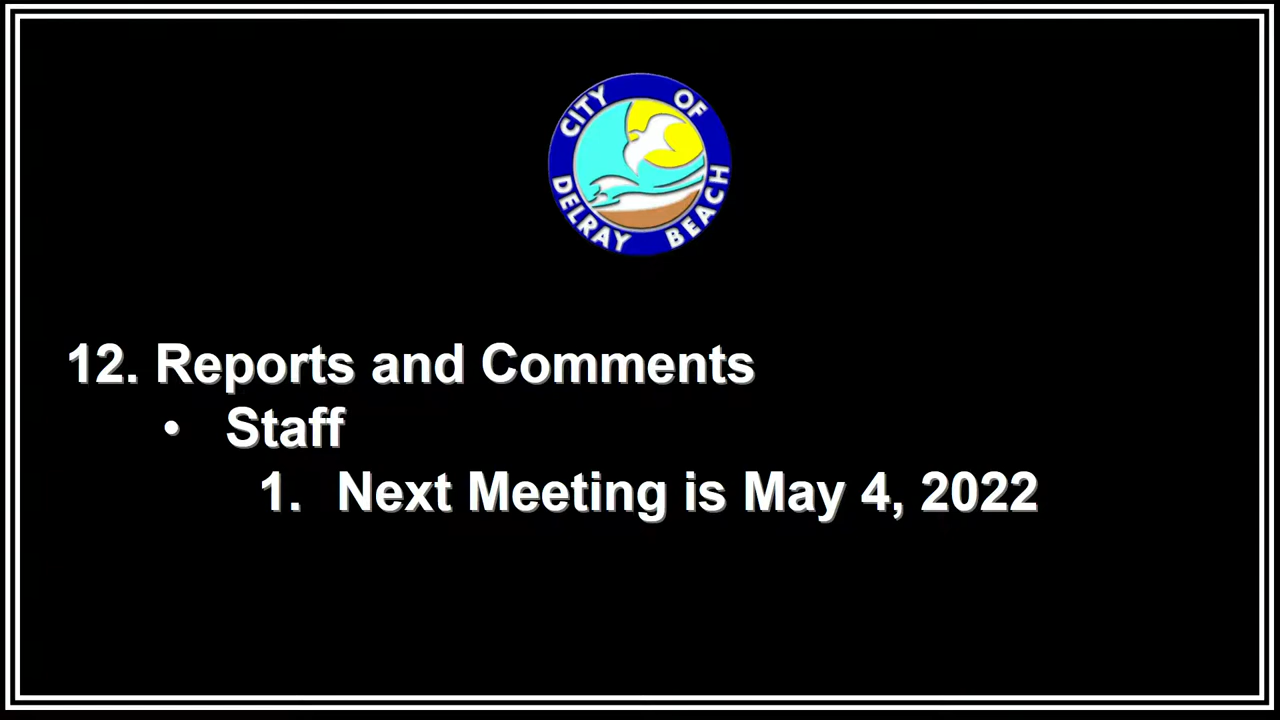 CITY OF
DELRAY BEACH
12. Reports and Comments
• Staff
1. Next Meeting is May 4, 2022